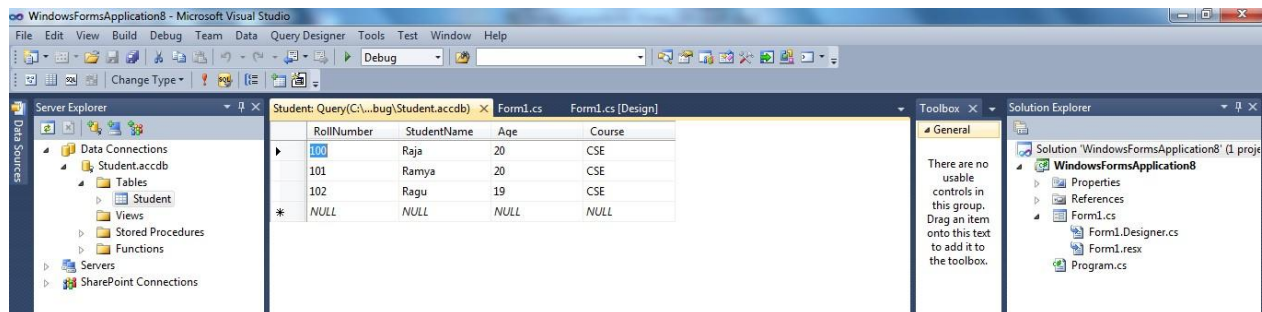 WindowsFormsApplication8 - Microsoft Visual Studio
File Edit View Build Debug Team Data Query Designer Tools Test Window Help
Debug
Change Type
Data Sources
Server Explorer
Data Connections
Student.accdb
Tables
Student
Views
Stored Procedures
Functions
Servers
SharePoint Connections
Student: Query(C:\...bug\Student.accdb) Form1.cs Form1.cs [Design]
RollNumber StudentName Age Course
100 Raja 20 CSE
101 Ramya 20 CSE
102 Ragu 19 CSE
NULL NULL NULL NULL
Toolbox
General
There are no
usable
controls in
this group.
Drag an item
onto this text
to add it to
the toolbox.
Solution Explorer
Solution 'WindowsFormsApplication8' (1 proje
WindowsFormsApplication8
Properties
References
Form1.cs
Form1.Designer.cs
Form1.resx
Program.cs